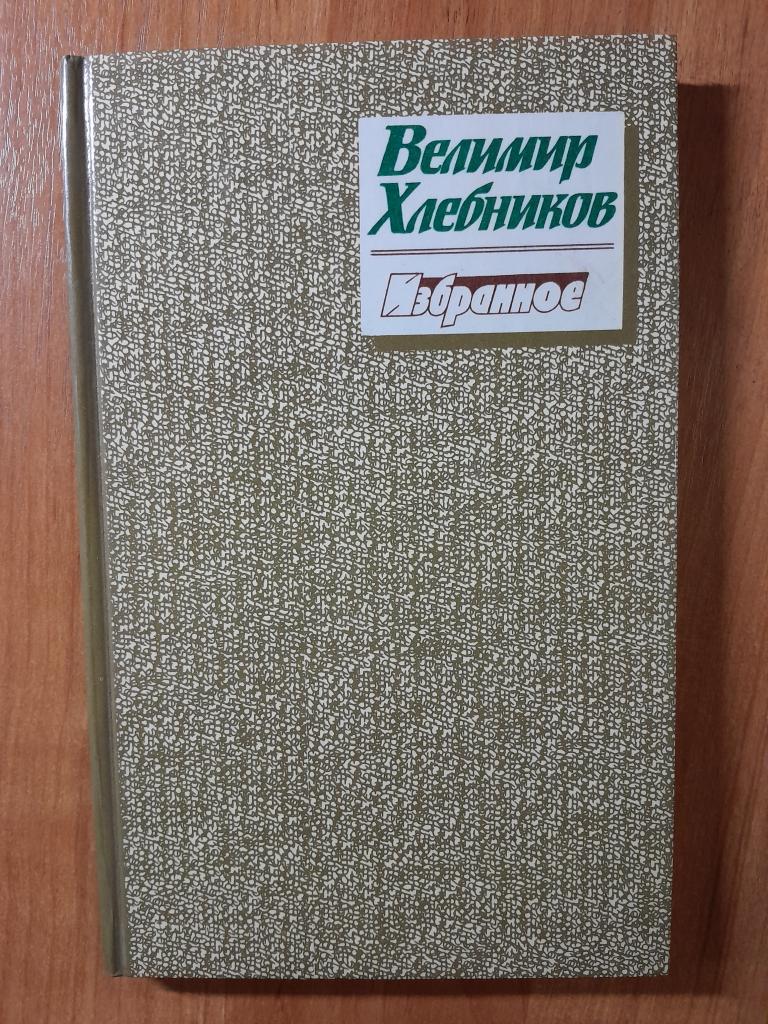 Велимир
Хлебников
Избранное